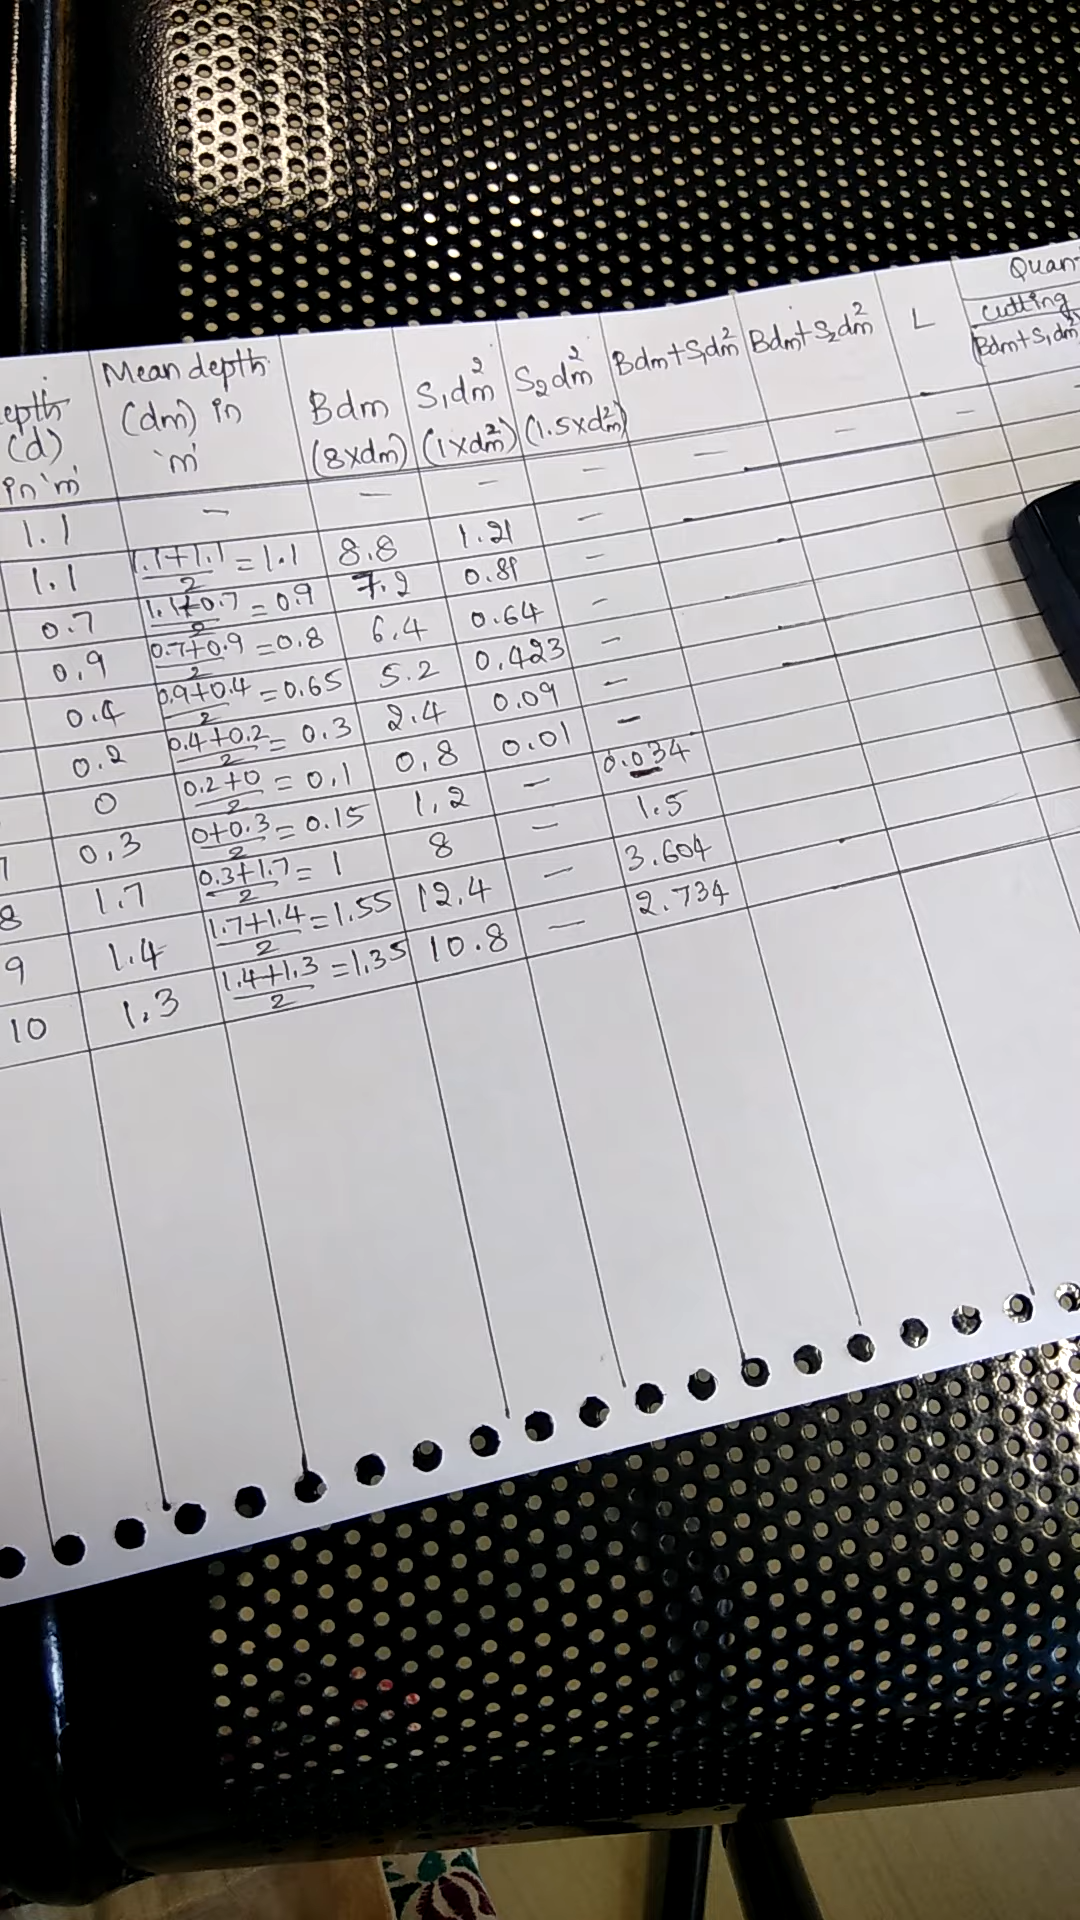 Quan
epth Mean depth Bdm S₁dm² S₂dm² Bdm+S₁dm² Bdm+S₂dm² L cutting
(d) (dm) in (8×dm) (1×dm²) (1.5×dm²) Bdm+S₁dm²
in 'm' 'm'
1.1 — — — — — — —
1.1 1.1+1.1/2 = 1.1 8.8 1.21 —
0.7 1.1+0.7/2 = 0.9 7.2 0.81 —
0.9 0.7+0.9/2 = 0.8 6.4 0.64 —
0.4 0.9+0.4/2 = 0.65 5.2 0.423 —
0.2 0.4+0.2/2 = 0.3 2.4 0.09 —
0 0.2+0/2 = 0.1 0.8 0.01 —
7 0.3 0+0.3/2 = 0.15 1.2 — 0.034
8 1.7 0.3+1.7/2 = 1 8 — 1.5
9 1.4 1.7+1.4/2 = 1.55 12.4 — 3.604
10 1.3 1.4+1.3/2 = 1.35 10.8 — 2.734